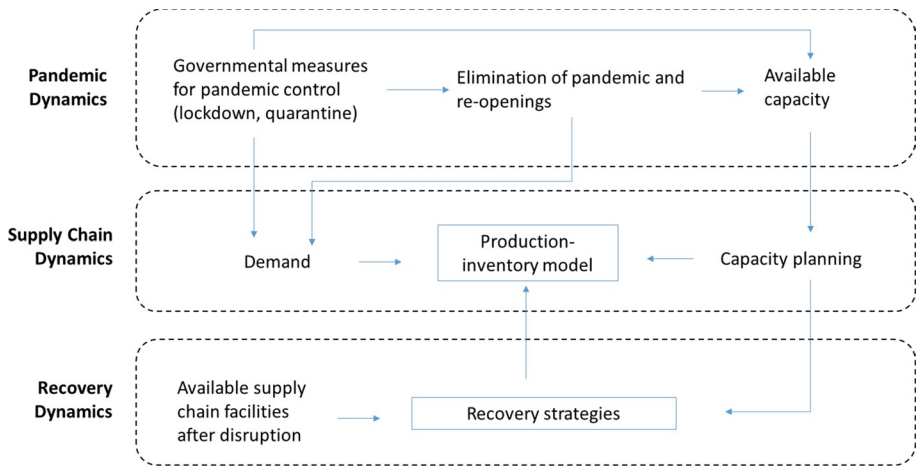 Pandemic
Dynamics
Governmental measures
for pandemic control
(lockdown, quarantine)
Elimination of pandemic and
re-openings
Available
capacity
Supply Chain
Dynamics
Demand
Production-
inventory model
Capacity planning
Recovery
Dynamics
Available supply
chain facilities
after disruption
Recovery strategies